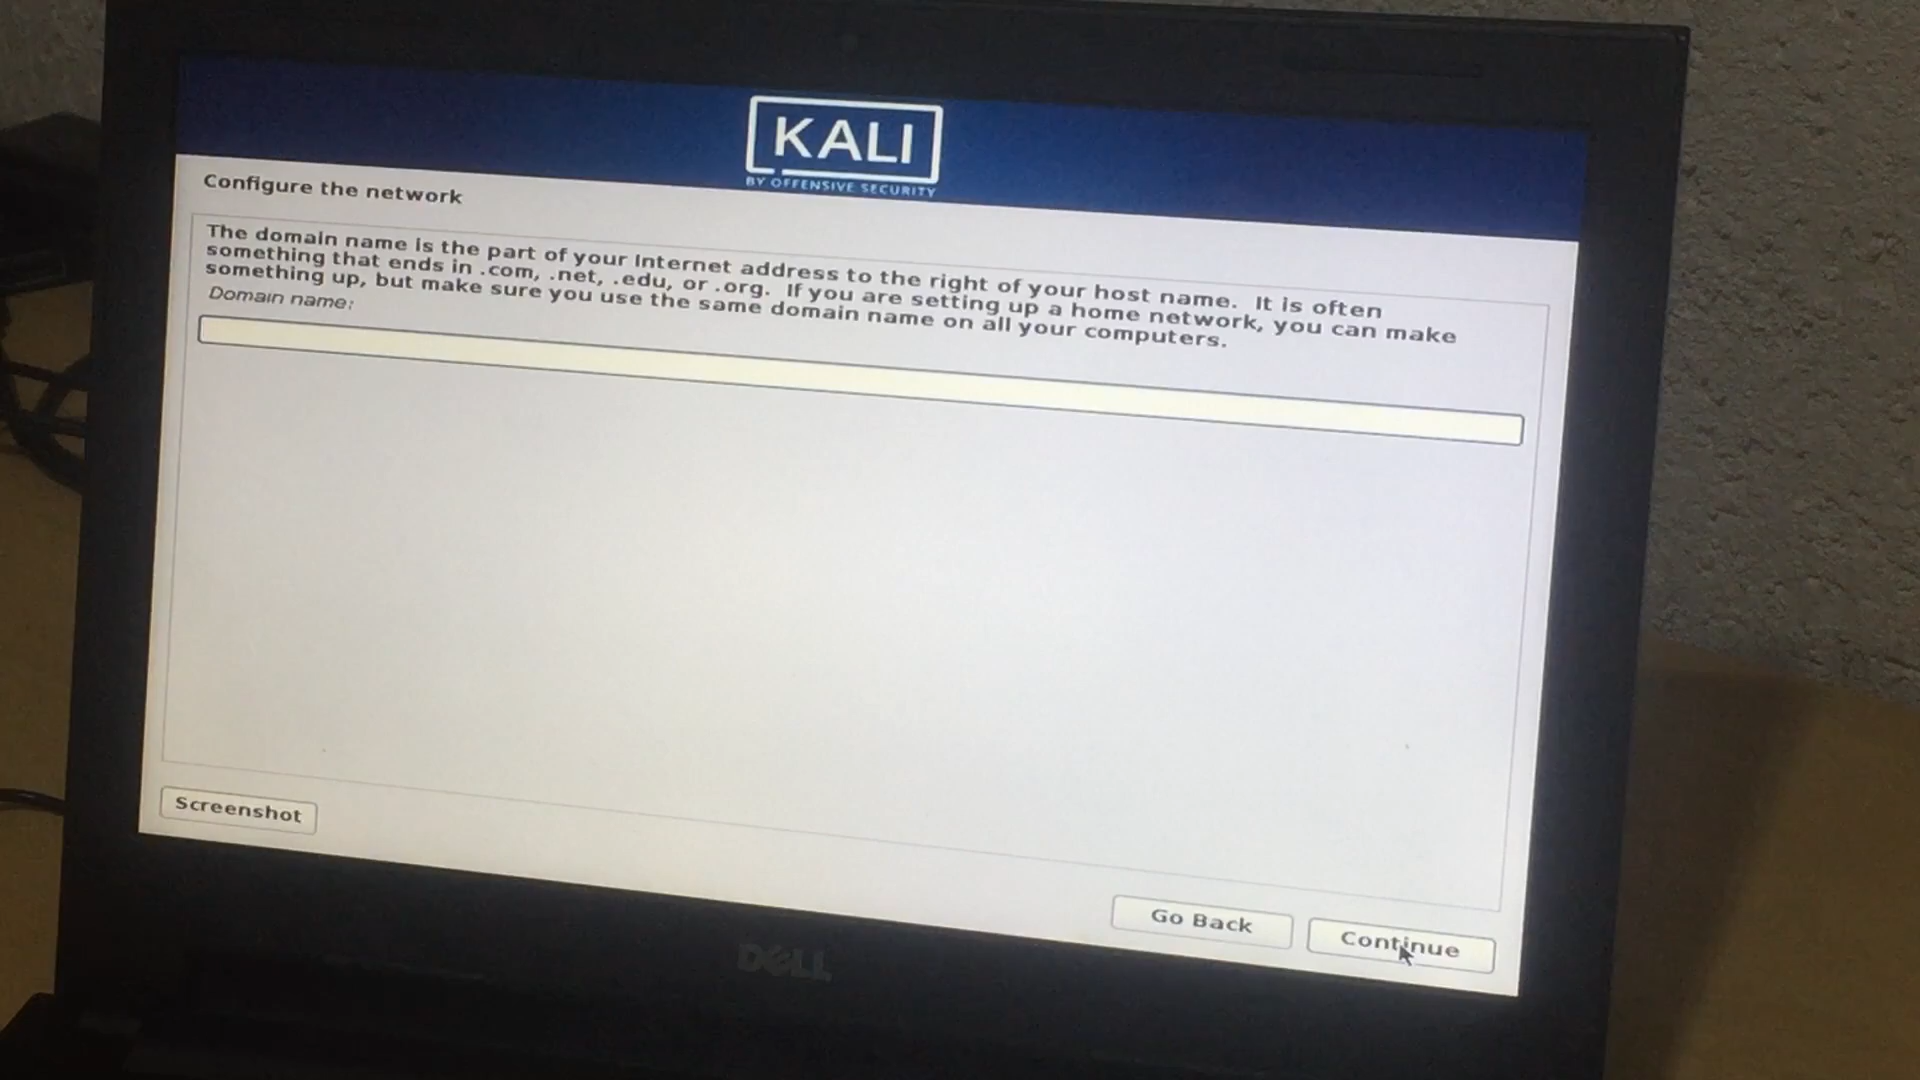 KALI
BY OFFENSIVE SECURITY
Configure the network
The domain name is the part of your Internet address to the right of your host name.  It is often
something that ends in .com, .net, .edu, or .org.  If you are setting up a home network, you can make
something up, but make sure you use the same domain name on all your computers.
Domain name:
Screenshot
Go Back
Continue
DELL